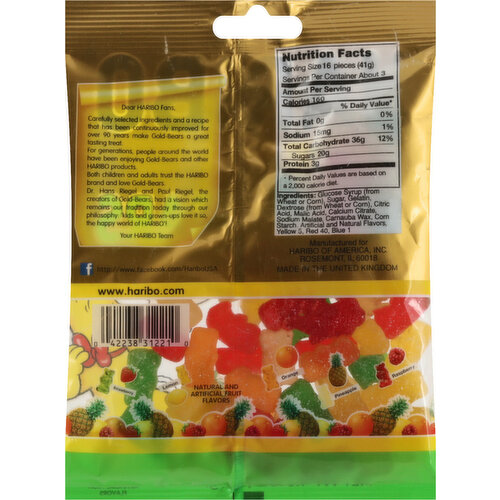 Dear HARIBO Fans,
Carefully selected ingredients and a recipe
that has been continuously improved for
over 90 years make Gold-Bears a great
tasting treat.
For generations, people around the world
have been enjoying Gold-Bears and other
HARIBO products.
Both children and adults trust the HARIBO
brand and love Gold-Bears.
Dr. Hans Riegel and Paul Riegel, the
creators of Gold-Bears, had a vision which
remains our tradition today through our
philosophy: kids and grown-ups love it so,
the happy world of HARIBO!
Your HARIBO Team
f http://www.facebook.com/HariboUSA
www.haribo.com
Nutrition Facts
Serving Size 16 pieces (41g)
Servings Per Container About 3
Amount Per Serving
Calories 160
% Daily Value*
Total Fat 0g 0%
Sodium 15mg 1%
Total Carbohydrate 36g 12%
Sugars 20g
Protein 3g
* Percent Daily Values are based on
a 2,000 calorie diet.
Ingredients: Glucose Syrup (from
Wheat or Corn), Sugar, Gelatin,
Dextrose (from Wheat or Corn), Citric
Acid, Malic Acid, Calcium Citrate,
Sodium Malate, Carnauba Wax, Corn
Starch, Artificial and Natural Flavors,
Yellow 5, Red 40, Blue 1
Manufactured for
HARIBO OF AMERICA, INC
ROSEMONT, IL 60018
MADE IN THE UNITED KINGDOM
0 42238 31221 0
Strawberry
Lemon
NATURAL AND
ARTIFICIAL FRUIT
FLAVORS
Orange
Pineapple
Raspberry
FLAVORS